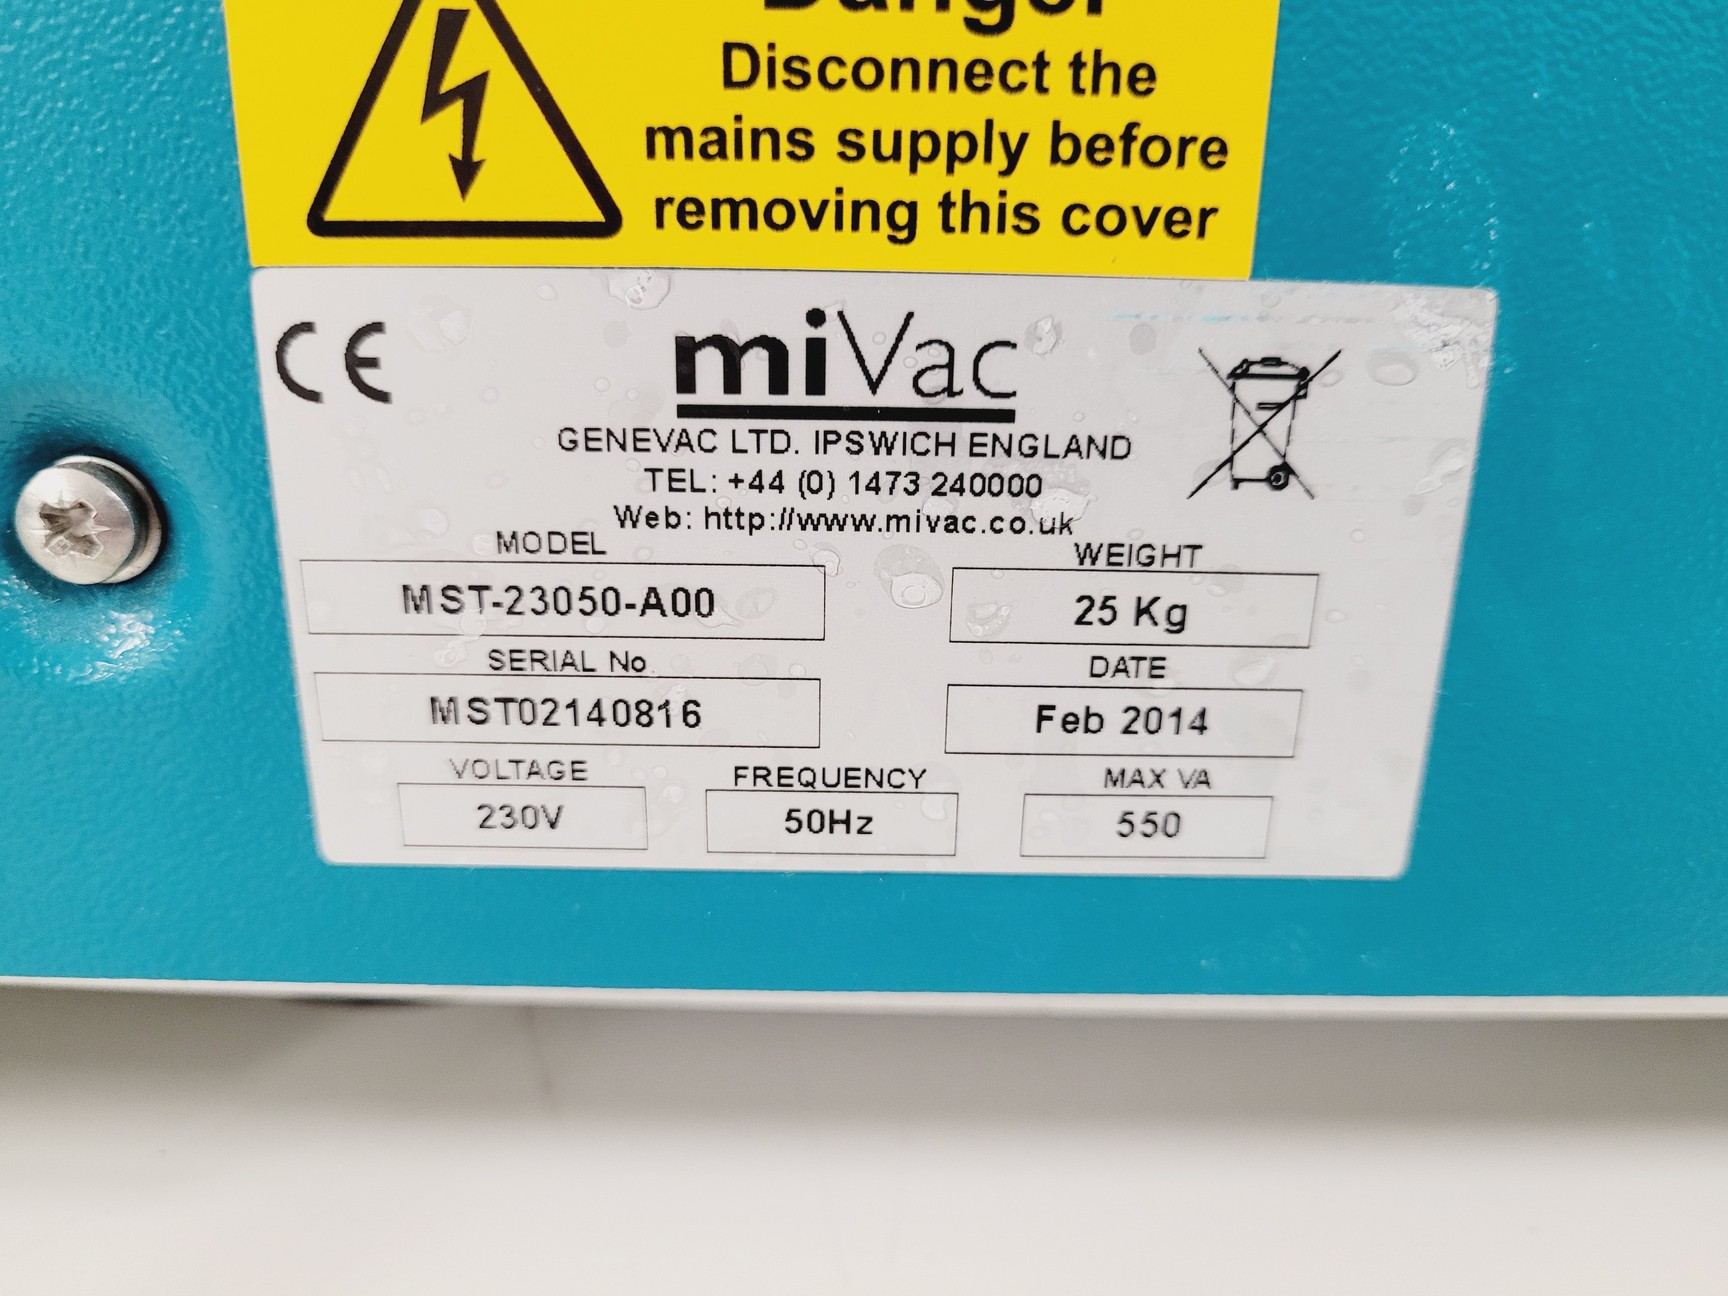 Danger
Disconnect the
mains supply before
removing this cover
CE
miVac
GENEVAC LTD. IPSWICH ENGLAND
TEL: +44 (0) 1473 240000
Web: http://www.mivac.co.uk
MODEL
WEIGHT
MST-23050-A00
25 Kg
SERIAL No.
DATE
MST02140816
Feb 2014
VOLTAGE
FREQUENCY
MAX VA
230V
50Hz
550